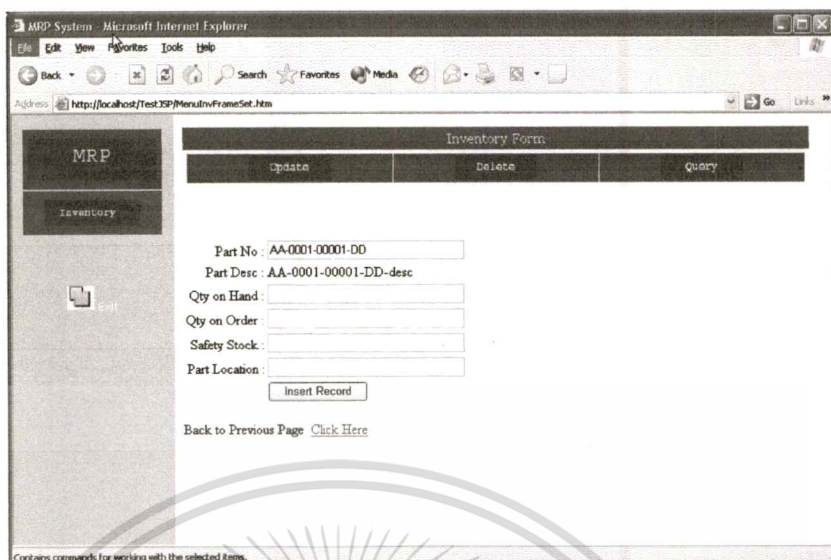 MRP System - Microsoft Internet Explorer
File Edit View Favorites Tools Help
Back Search Favorites Media
Address http://localhost/TestJSP/MenuInvFrameSet.htm Go Links »
MRP
Inventory
Exit
Inventory Form
Update Delete Query
Part No : AA-0001-00001-DD
Part Desc : AA-0001-00001-DD-desc
Qty on Hand :
Qty on Order :
Safety Stock :
Part Location :
Insert Record
Back to Previous Page Click Here
Contains commands for working with the selected items.